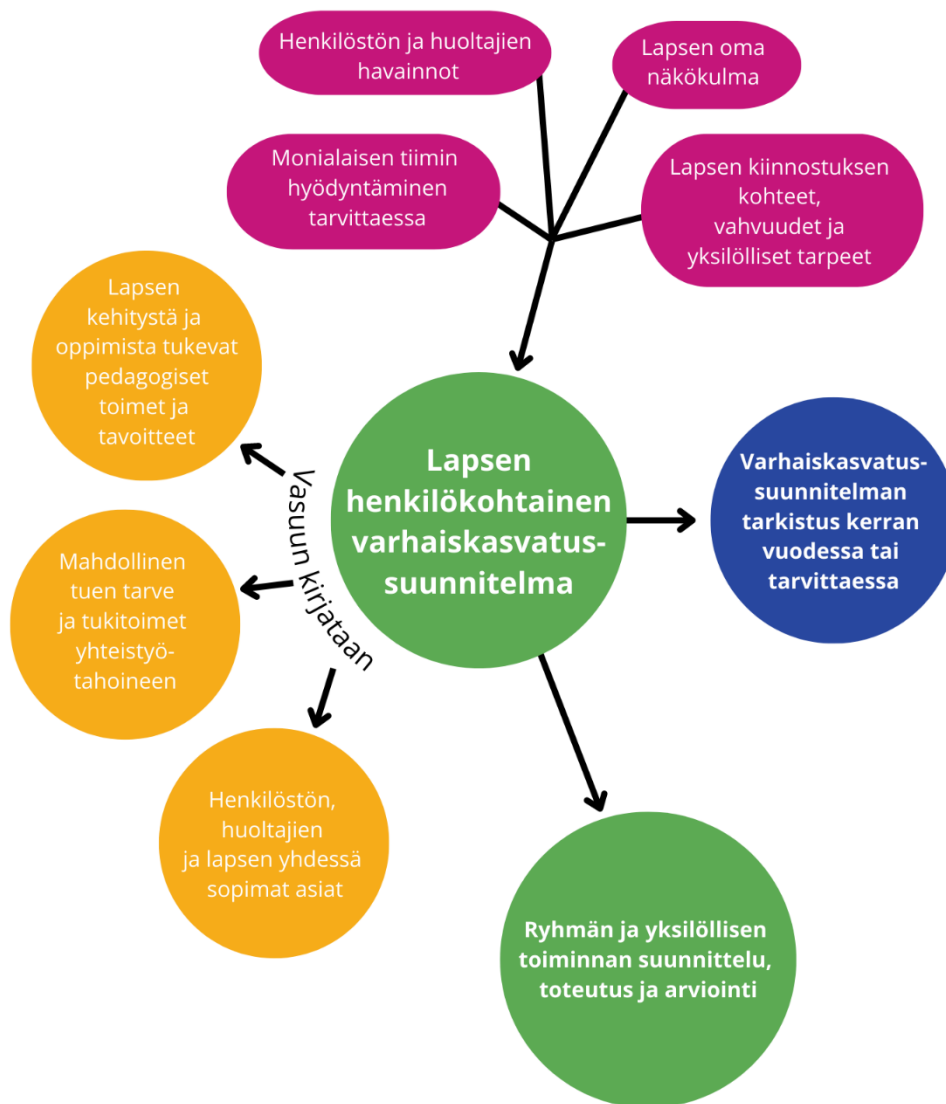 Henkilöstön ja huoltajien
havainnot
Lapsen oma
näkökulma
Monialaisen tiimin
hyödyntäminen
tarvittaessa
Lapsen kiinnostuksen
kohteet,
vahvuudet ja
yksilölliset tarpeet
Lapsen
kehitystä ja
oppimista tukevat
pedagogiset
toimet ja
tavoitteet
Lapsen
henkilökohtainen
varhaiskasvatus-
suunnitelma
Varhaiskasvatus-
suunnitelman
tarkistus kerran
vuodessa tai
tarvittaessa
Vasuun kirjataan
Mahdollinen
tuen tarve
ja tukitoimet
yhteistyö-
tahoineen
Henkilöstön,
huoltajien
ja lapsen yhdessä
sopimat asiat
Ryhmän ja yksilöllisen
toiminnan suunnittelu,
toteutus ja arviointi